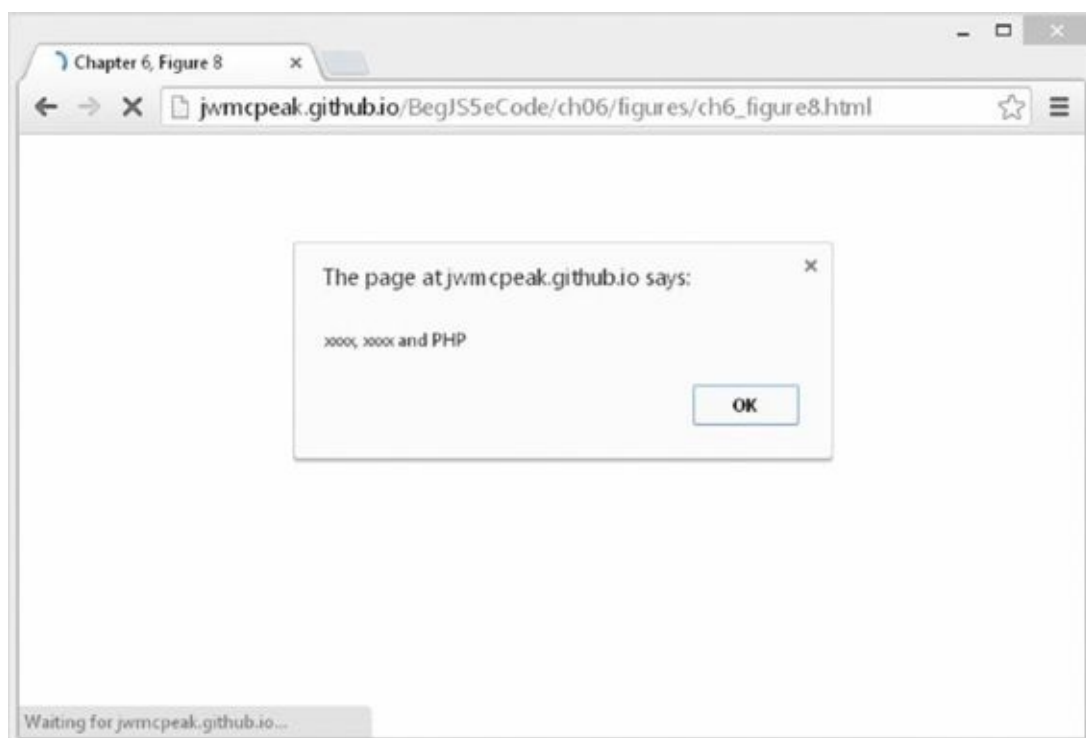 Chapter 6, Figure 8
jwmcpeak.github.io/BegJS5eCode/ch06/figures/ch6_figure8.html
The page at jwmcpeak.github.io says:
xxxx, xxxx and PHP
OK
Waiting for jwmcpeak.github.io...